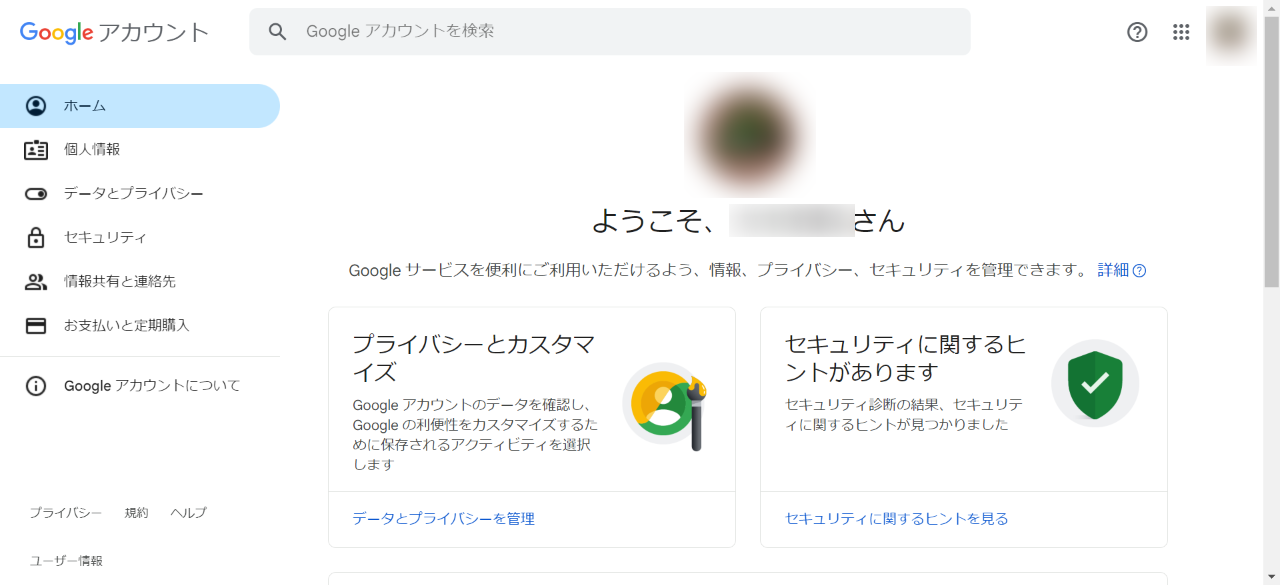 Google アカウント
Google アカウントを検索
ホーム
個人情報
データとプライバシー
セキュリティ
情報共有と連絡先
お支払いと定期購入
Google アカウントについて
プライバシー 規約 ヘルプ
ユーザー情報
ようこそ、
さん
Google サービスを便利にご利用いただけるよう、情報、プライバシー、セキュリティを管理できます。 詳細
プライバシーとカスタマ
イズ
Google アカウントのデータを確認し、
Google の利便性をカスタマイズするた
めに保存されるアクティビティを選択
します
データとプライバシーを管理
セキュリティに関するヒ
ントがあります
セキュリティ診断の結果、セキュリテ
ィに関するヒントが見つかりました
セキュリティに関するヒントを見る